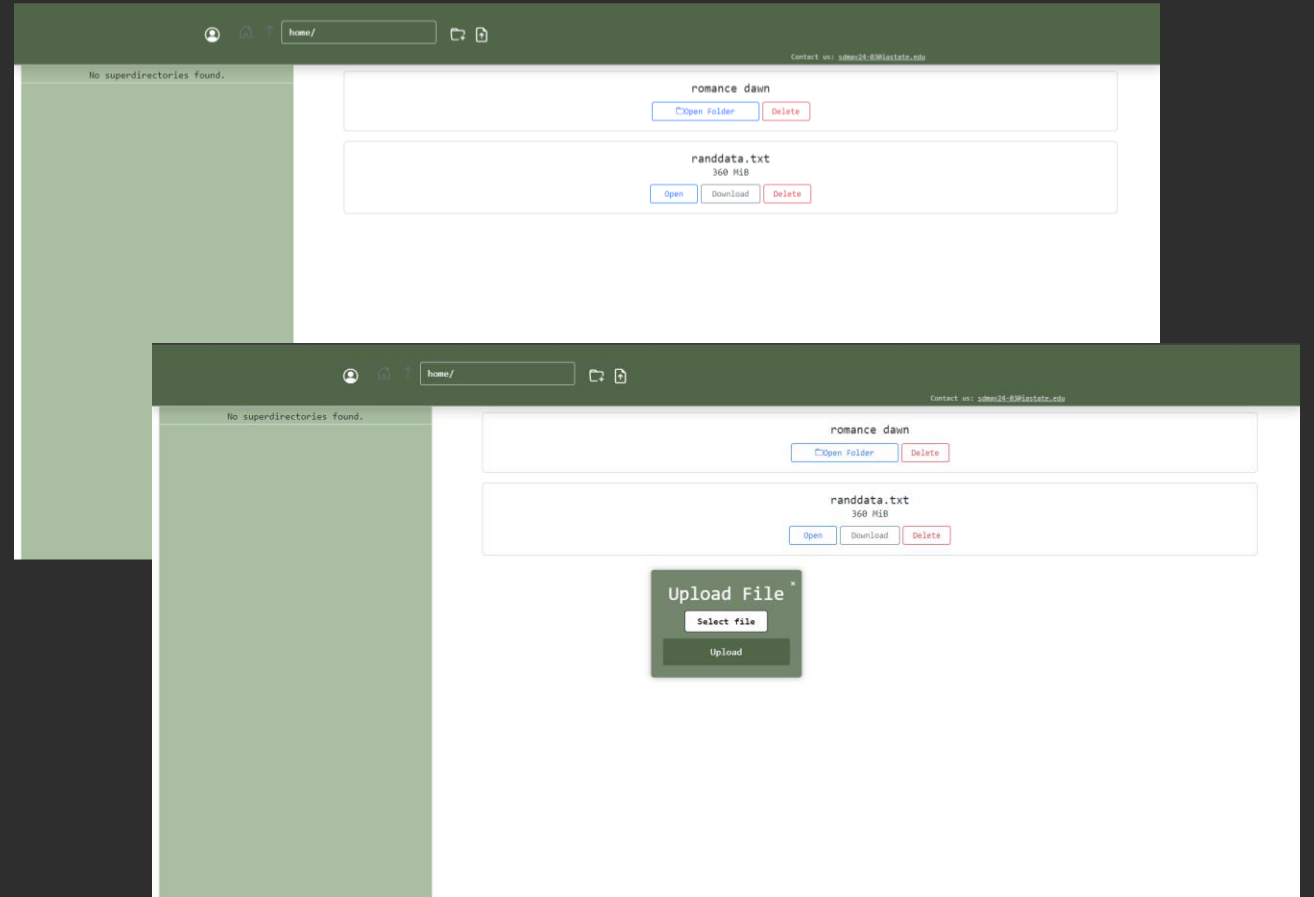 home/
Contact us: sdmay24-03@iastate.edu
No superdirectories found.
romance dawn
Open Folder Delete
randdata.txt
360 MiB
Open Download Delete
home/
Contact us: sdmay24-03@iastate.edu
No superdirectories found.
romance dawn
Open Folder Delete
randdata.txt
360 MiB
Open Download Delete
Upload File ×
Select file
Upload